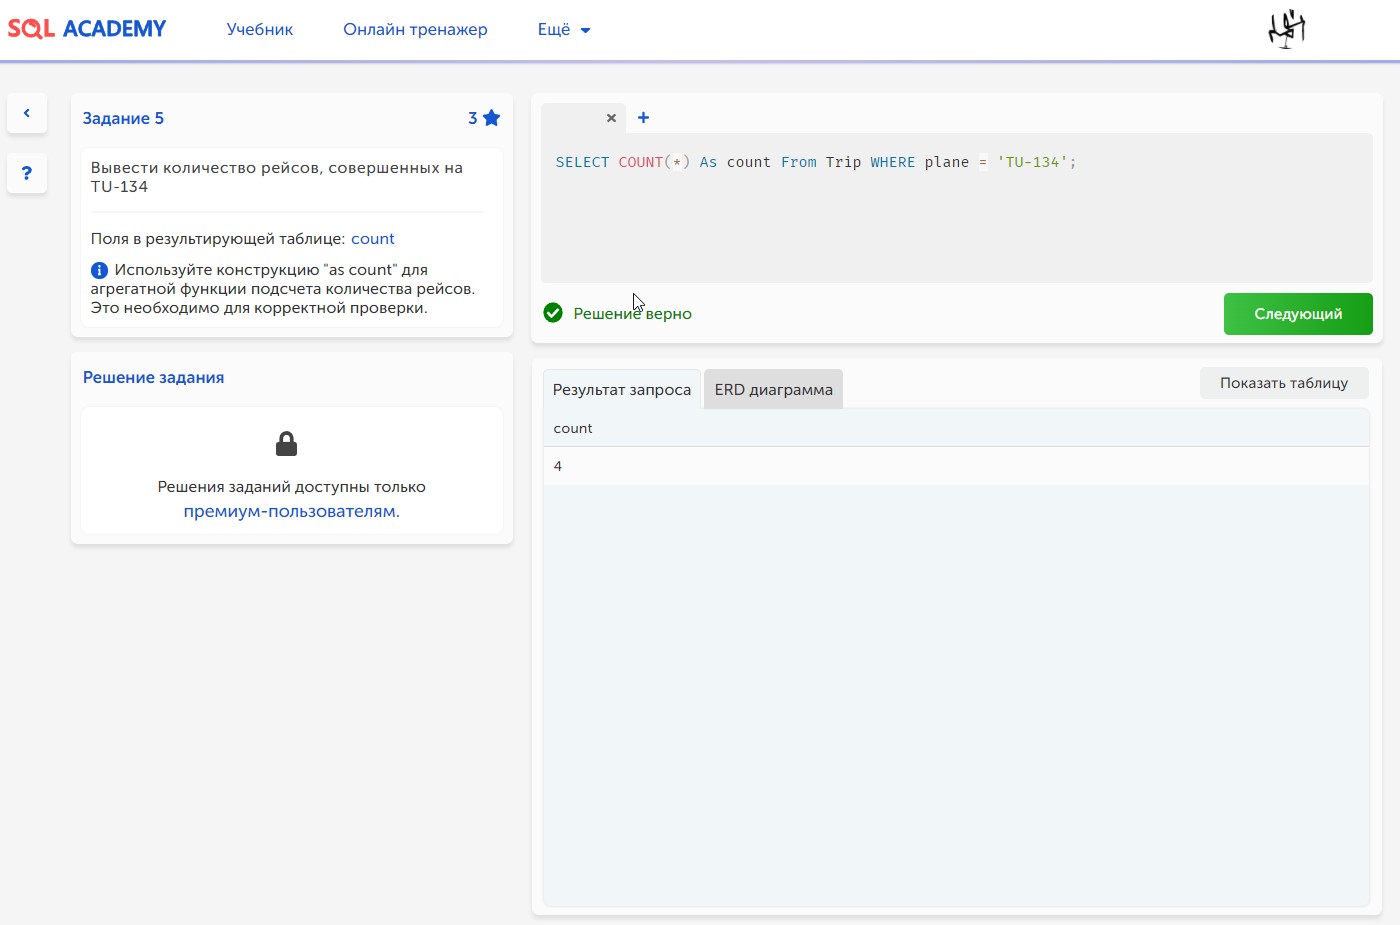 SQL ACADEMY
Учебник
Онлайн тренажер
Ещё
Задание 5
3
Вывести количество рейсов, совершенных на
TU-134
Поля в результирующей таблице: count
Используйте конструкцию "as count" для
агрегатной функции подсчета количества рейсов.
Это необходимо для корректной проверки.
Решение задания
Решения заданий доступны только
премиум-пользователям.
SELECT COUNT(*) As count From Trip WHERE plane = 'TU-134';
Решение верно
Следующий
Результат запроса
ERD диаграмма
Показать таблицу
count
4